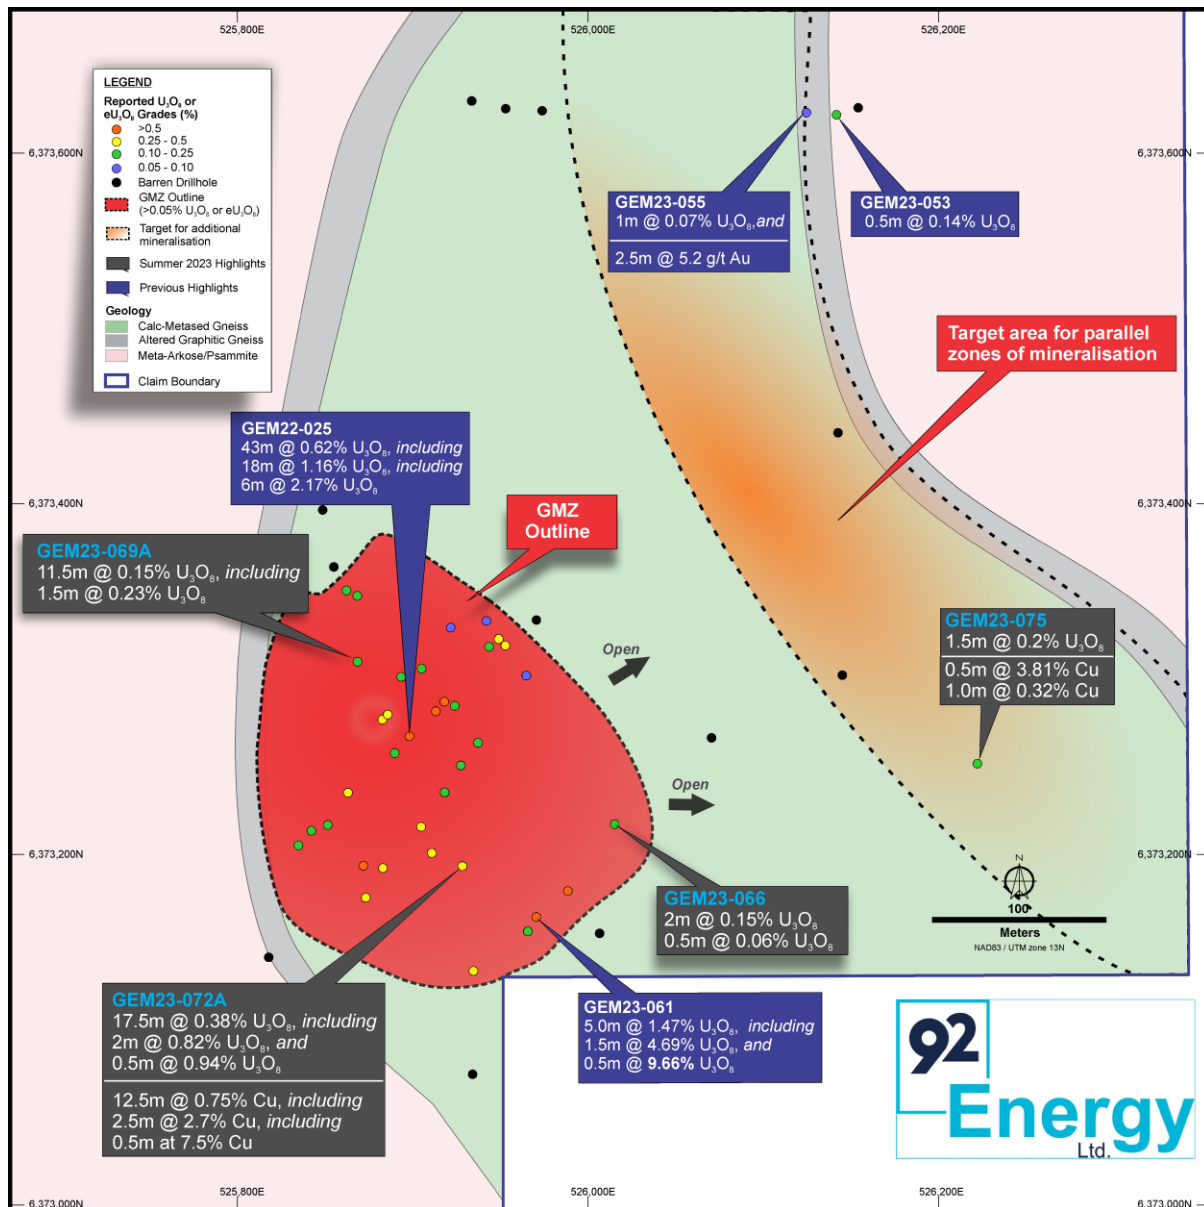 525,800E
526,000E
526,200E
LEGEND
Reported U₃O₈ or
eU₃O₈ Grades (%)
>0.5
0.25 - 0.5
0.10 - 0.25
0.05 - 0.10
Barren Drillhole
GMZ Outline
(>0.05% U₃O₈ or eU₃O₈)
Target for additional
mineralisation
Summer 2023 Highlights
Previous Highlights
Geology
Calc-Metased Gneiss
Altered Graphitic Gneiss
Meta-Arkose/Psammite
Claim Boundary
6,373,600N
6,373,600N
GEM23-055
1m @ 0.07% U₃O₈,and
2.5m @ 5.2 g/t Au
GEM23-053
0.5m @ 0.14% U₃O₈
Target area for parallel
zones of mineralisation
GEM22-025
43m @ 0.62% U₃O₈, including
18m @ 1.16% U₃O₈, including
6m @ 2.17% U₃O₈
6,373,400N
6,373,400N
GMZ
Outline
GEM23-069A
11.5m @ 0.15% U₃O₈, including
1.5m @ 0.23% U₃O₈
GEM23-075
1.5m @ 0.2% U₃O₈
0.5m @ 3.81% Cu
1.0m @ 0.32% Cu
Open
Open
6,373,200N
6,373,200N
N
100
Meters
NAD83 / UTM zone 13N
GEM23-066
2m @ 0.15% U₃O₈
0.5m @ 0.06% U₃O₈
GEM23-072A
17.5m @ 0.38% U₃O₈, including
2m @ 0.82% U₃O₈, and
0.5m @ 0.94% U₃O₈
12.5m @ 0.75% Cu, including
2.5m @ 2.7% Cu, including
0.5m at 7.5% Cu
GEM23-061
5.0m @ 1.47% U₃O₈, including
1.5m @ 4.69% U₃O₈, and
0.5m @ 9.66% U₃O₈
92
Energy
Ltd.
6,373,000N
6,373,000N
525,800E
526,000E
526,200E